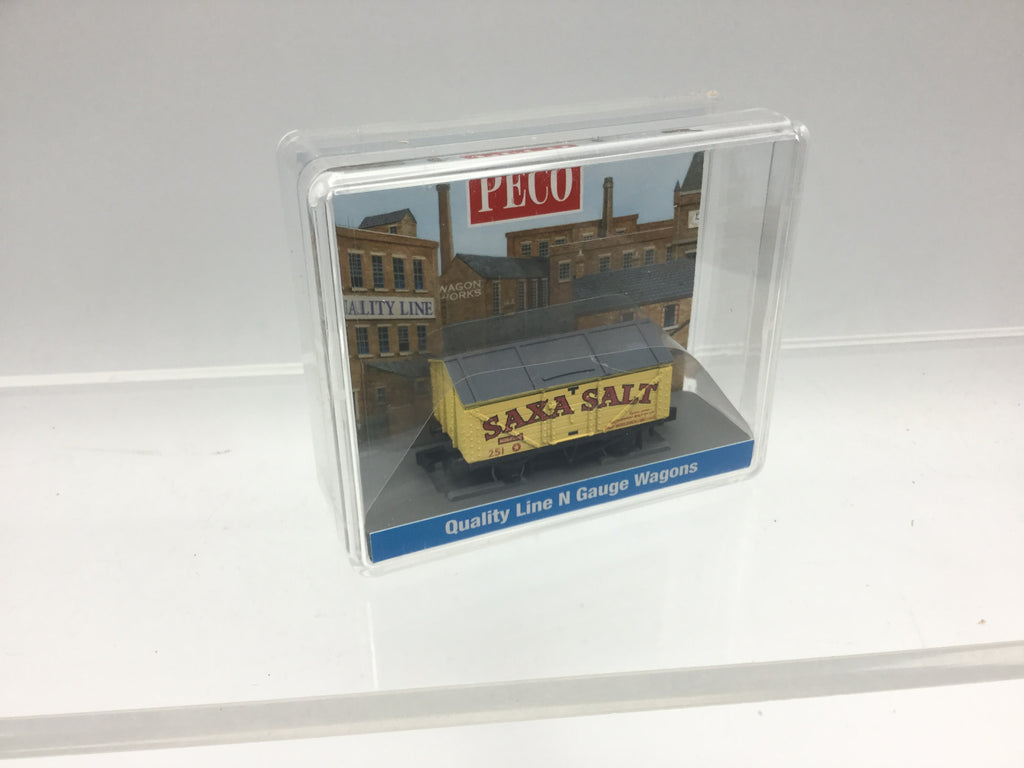 PECO
WAGON
WORKS
ALITY LINE
SAXA SALT
251
Quality Line N Gauge Wagons